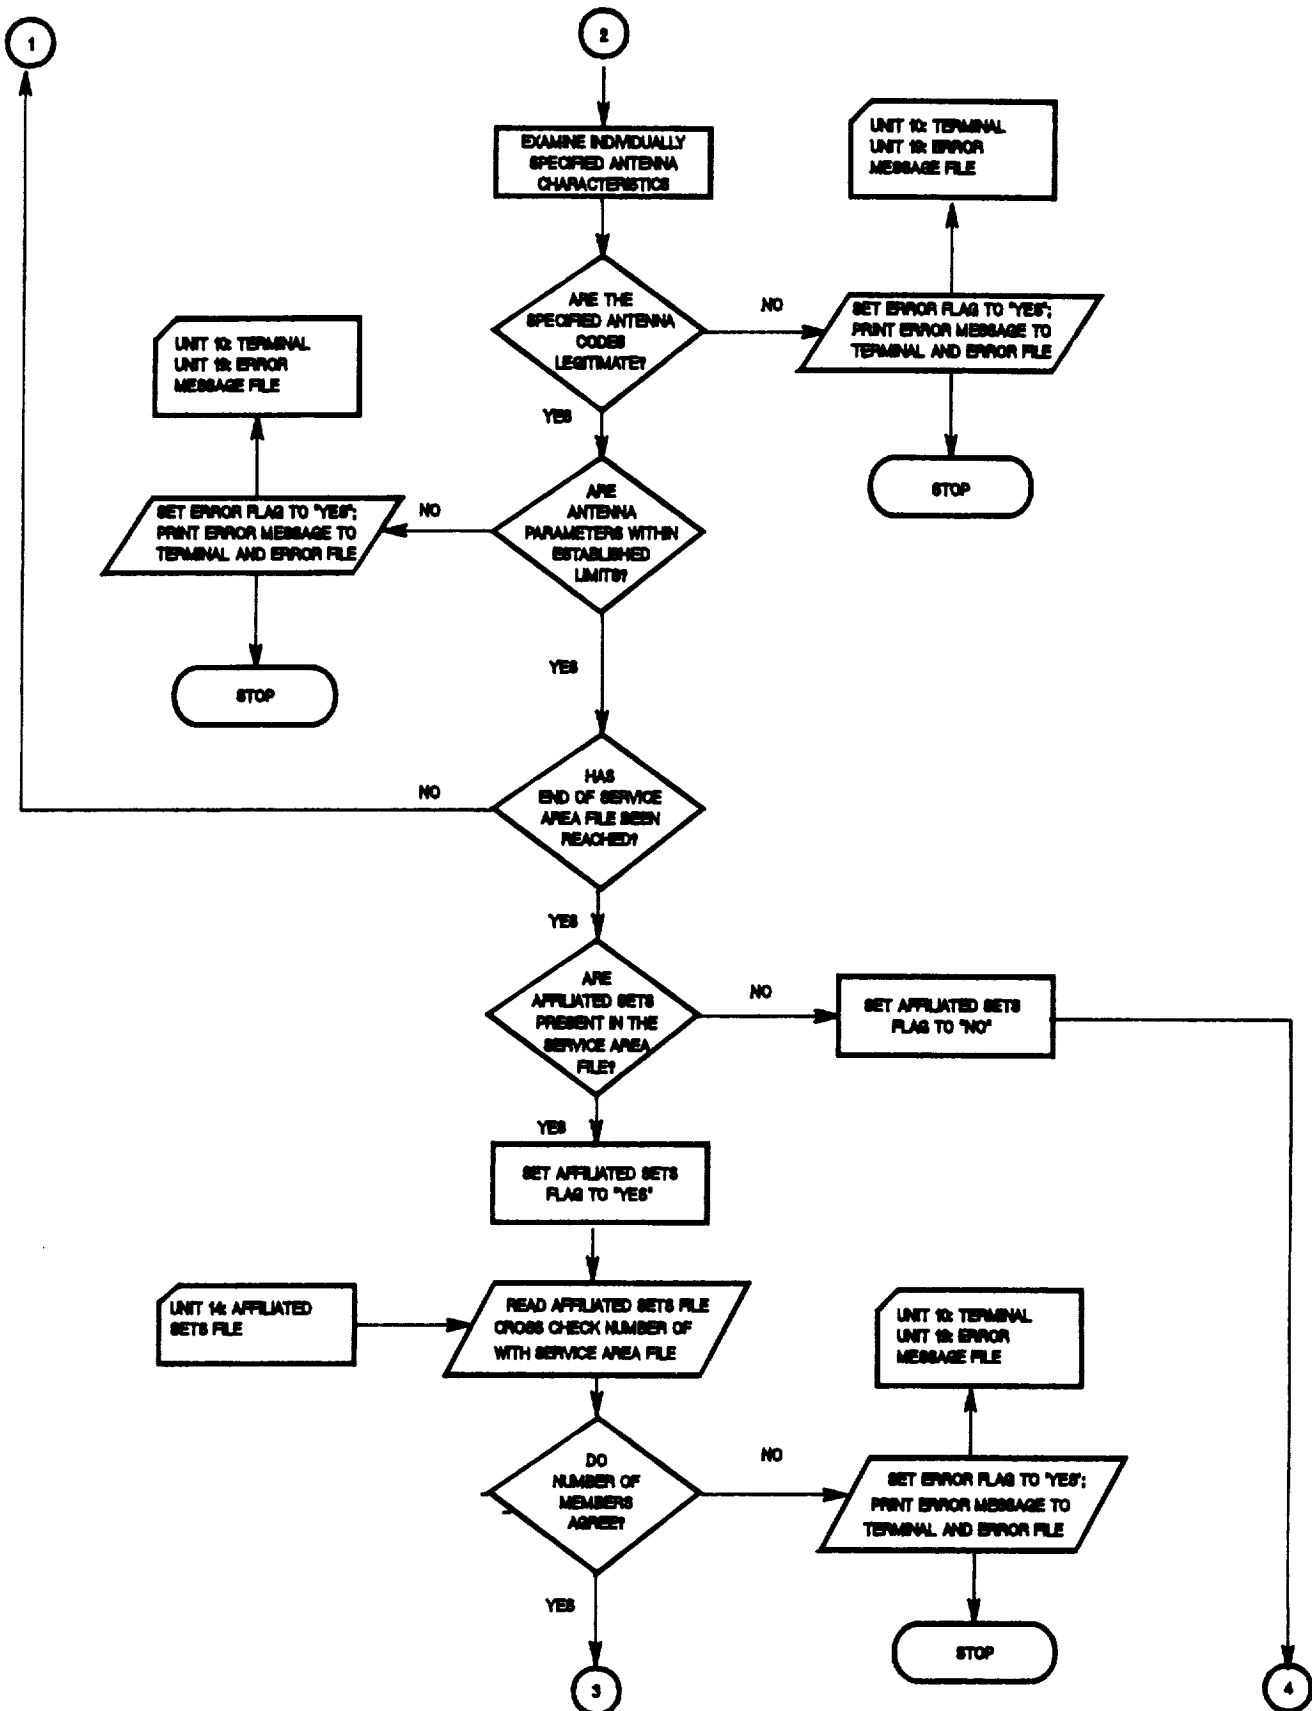 1
2
EXAMINE INDIVIDUALLY
SPECIFIED ANTENNA
CHARACTERISTICS
UNIT 10: TERMINAL
UNIT 19: ERROR
MESSAGE FILE
ARE THE
SPECIFIED ANTENNA
CODES
LEGITIMATE?
NO
SET ERROR FLAG TO "YES";
PRINT ERROR MESSAGE TO
TERMINAL AND ERROR FILE
UNIT 10: TERMINAL
UNIT 19: ERROR
MESSAGE FILE
YES
STOP
ARE
ANTENNA
PARAMETERS WITHIN
ESTABLISHED
LIMITS?
NO
SET ERROR FLAG TO "YES";
PRINT ERROR MESSAGE TO
TERMINAL AND ERROR FILE
YES
STOP
HAS
END OF SERVICE
AREA FILE BEEN
REACHED?
NO
YES
ARE
AFFILIATED SETS
PRESENT IN THE
SERVICE AREA
FILE?
NO
SET AFFILIATED SETS
FLAG TO "NO"
YES
SET AFFILIATED SETS
FLAG TO "YES"
UNIT 14: AFFILIATED
SETS FILE
READ AFFILIATED SETS FILE
CROSS CHECK NUMBER OF
WITH SERVICE AREA FILE
UNIT 10: TERMINAL
UNIT 19: ERROR
MESSAGE FILE
DO
NUMBER OF
MEMBERS
AGREE?
NO
SET ERROR FLAG TO "YES";
PRINT ERROR MESSAGE TO
TERMINAL AND ERROR FILE
YES
STOP
3
4